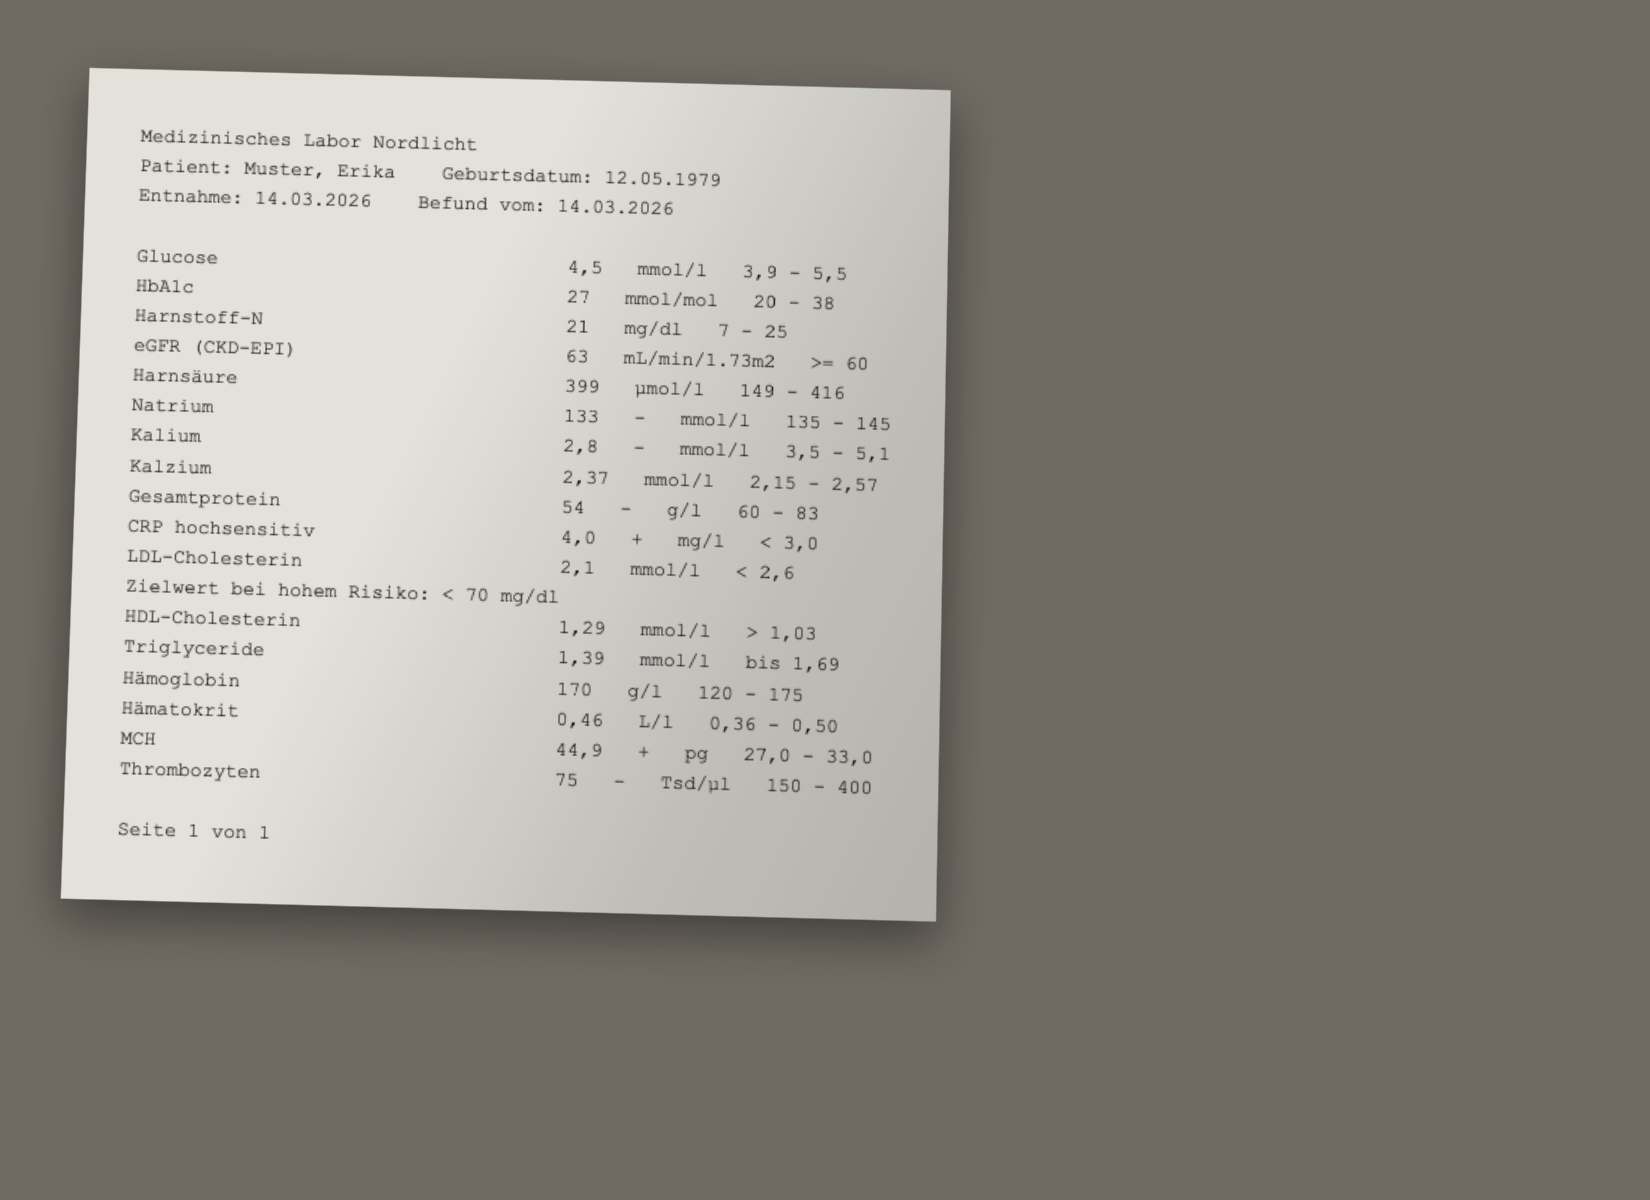 Medizinisches Labor Nordlicht
Patient: Muster, Erika    Geburtsdatum: 12.05.1979
Entnahme: 14.03.2026    Befund vom: 14.03.2026
Glucose    4,5   mmol/l   3,9 - 5,5
HbA1c    27   mmol/mol   20 - 38
Harnstoff-N    21   mg/dl   7 - 25
eGFR (CKD-EPI)    63   mL/min/1.73m2   >= 60
Harnsäure    399   µmol/l   149 - 416
Natrium    133   -   mmol/l   135 - 145
Kalium    2,8   -   mmol/l   3,5 - 5,1
Kalzium    2,37   mmol/l   2,15 - 2,57
Gesamtprotein    54   -   g/l   60 - 83
CRP hochsensitiv    4,0   +   mg/l   < 3,0
LDL-Cholesterin    2,1   mmol/l   < 2,6
Zielwert bei hohem Risiko: < 70 mg/dl
HDL-Cholesterin    1,29   mmol/l   > 1,03
Triglyceride    1,39   mmol/l   bis 1,69
Hämoglobin    170   g/l   120 - 175
Hämatokrit    0,46   L/l   0,36 - 0,50
MCH    44,9   +   pg   27,0 - 33,0
Thrombozyten    75   -   Tsd/µl   150 - 400
Seite 1 von 1